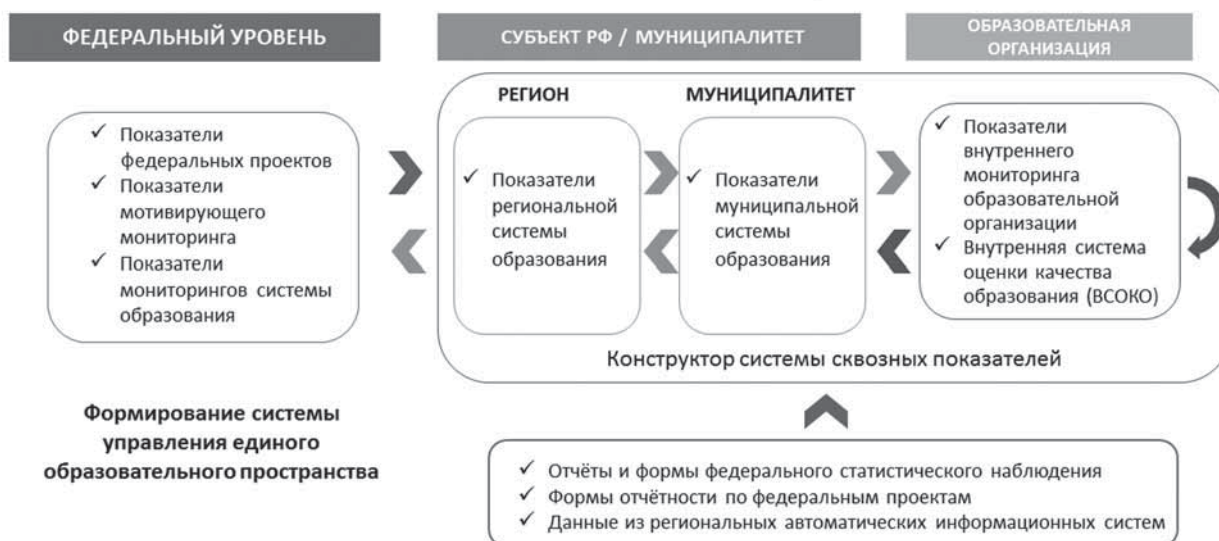 ФЕДЕРАЛЬНЫЙ УРОВЕНЬ
СУБЪЕКТ РФ / МУНИЦИПАЛИТЕТ
ОБРАЗОВАТЕЛЬНАЯ
ОРГАНИЗАЦИЯ
✓ Показатели
федеральных проектов
✓ Показатели
мотивирующего
мониторинга
✓ Показатели
мониторингов системы
образования
РЕГИОН
✓ Показатели
региональной
системы
образования
МУНИЦИПАЛИТЕТ
✓ Показатели
муниципальной
системы
образования
✓ Показатели
внутреннего
мониторинга
образовательной
организации
✓ Внутренняя система
оценки качества
образования (ВСОКО)
Конструктор системы сквозных показателей
Формирование системы
управления единого
образовательного пространства
✓ Отчёты и формы федерального статистического наблюдения
✓ Формы отчётности по федеральным проектам
✓ Данные из региональных автоматических информационных систем